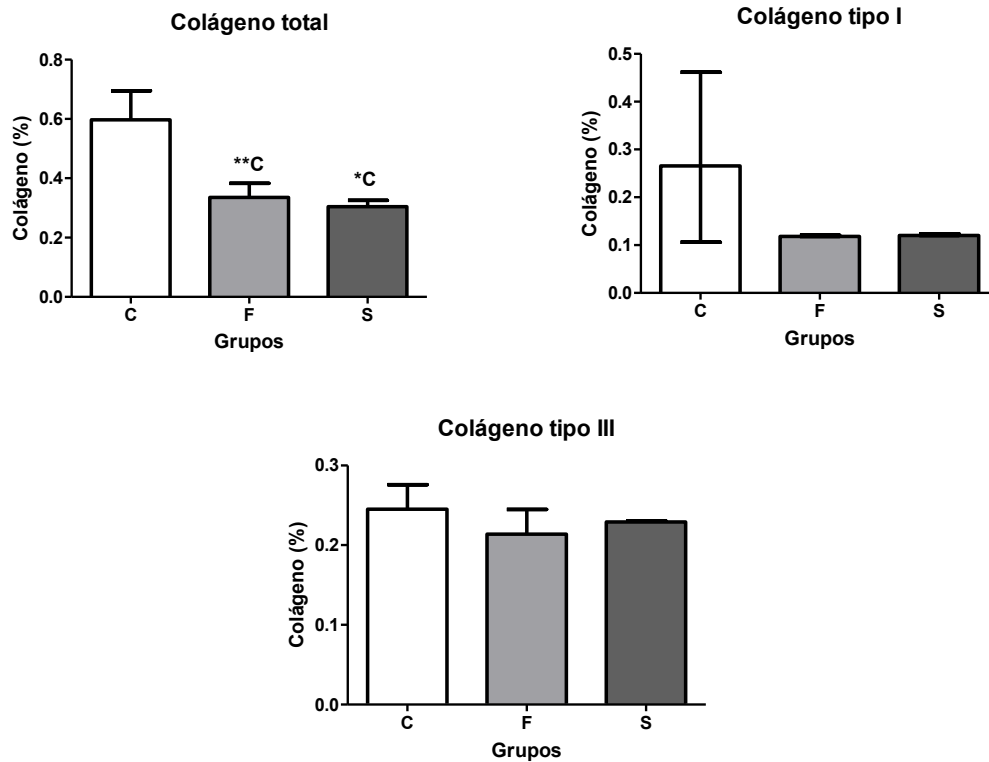 Colágeno total
Colágeno (%)
0.8
0.6
0.4
0.2
0.0
**C
*C
C
F
S
Grupos
Colágeno tipo I
Colágeno (%)
0.5
0.4
0.3
0.2
0.1
0.0
C
F
S
Grupos
Colágeno tipo III
Colágeno (%)
0.3
0.2
0.1
0.0
C
F
S
Grupos